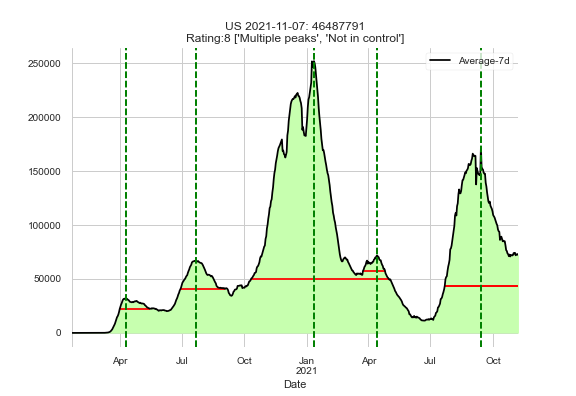 US 2021-11-07: 46487791
Rating:8 ['Multiple peaks', 'Not in control']
Average-7d
250000
200000
150000
100000
50000
0
Apr
Jul
Oct
Jan
2021
Apr
Jul
Oct
Date